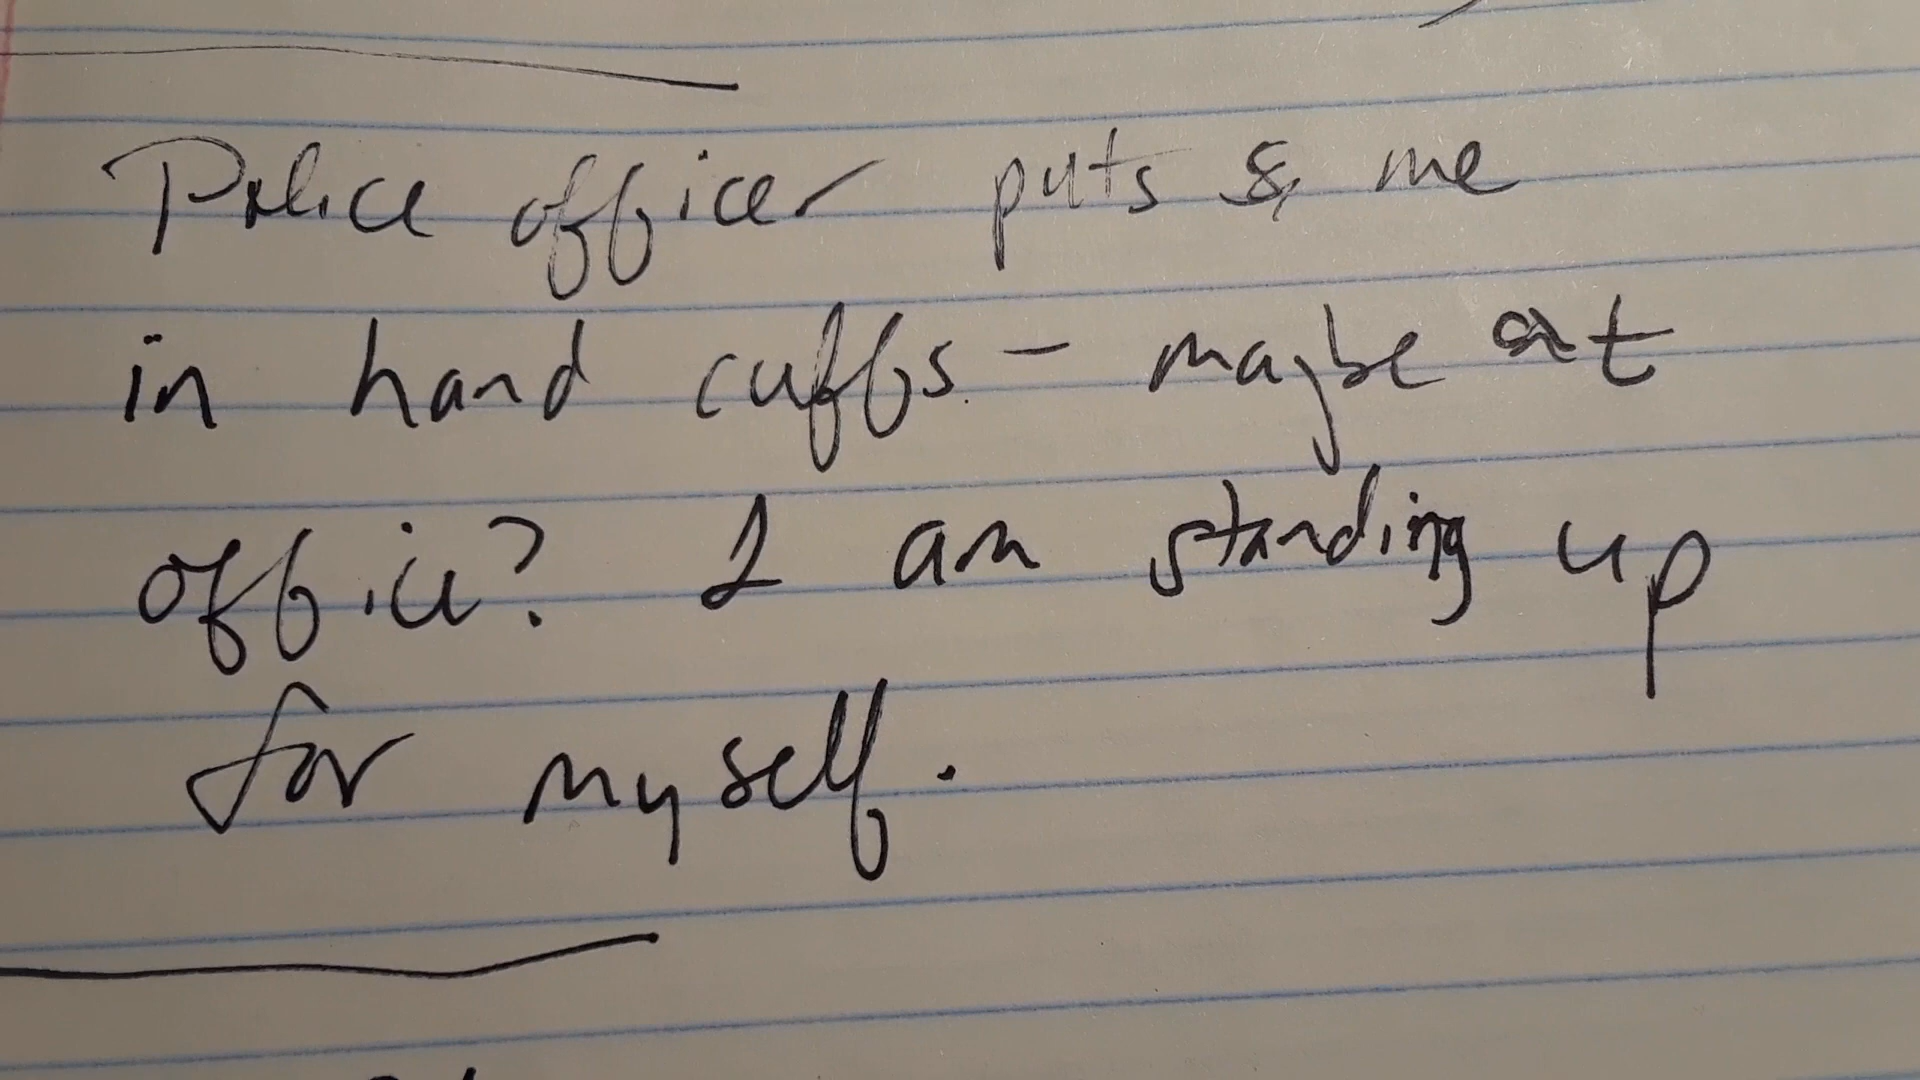 Police officer puts & me
in hand cuffs - maybe at
office? I am standing up
for myself.